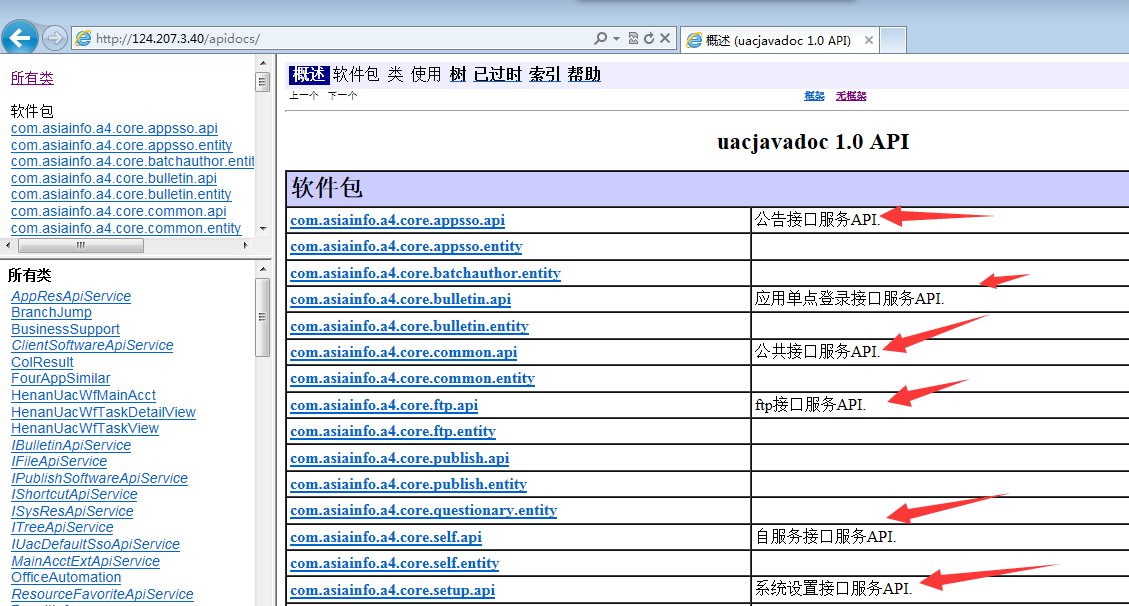 http://124.207.3.40/apidocs/
概述 (uacjavadoc 1.0 API)
所有类
软件包
com.asiainfo.a4.core.appsso.api
com.asiainfo.a4.core.appsso.entity
com.asiainfo.a4.core.batchauthor.entit
com.asiainfo.a4.core.bulletin.api
com.asiainfo.a4.core.bulletin.entity
com.asiainfo.a4.core.common.api
com.asiainfo.a4.core.common.entity
所有类
AppResApiService
BranchJump
BusinessSupport
ClientSoftwareApiService
ColResult
FourAppSimilar
HenanUacWfMainAcct
HenanUacWfTaskDetailView
HenanUacWfTaskView
IBulletinApiService
IFileApiService
IPublishSoftwareApiService
IShortcutApiService
ISysResApiService
ITreeApiService
IUacDefaultSsoApiService
MainAcctExtApiService
OfficeAutomation
ResourceFavoriteApiService
概述 软件包 类 使用 树 已过时 索引 帮助
上一个 下一个 框架 无框架
uacjavadoc 1.0 API
软件包
com.asiainfo.a4.core.appsso.api 公告接口服务API.
com.asiainfo.a4.core.appsso.entity
com.asiainfo.a4.core.batchauthor.entity
com.asiainfo.a4.core.bulletin.api 应用单点登录接口服务API.
com.asiainfo.a4.core.bulletin.entity
com.asiainfo.a4.core.common.api 公共接口服务API.
com.asiainfo.a4.core.common.entity
com.asiainfo.a4.core.ftp.api ftp接口服务API.
com.asiainfo.a4.core.ftp.entity
com.asiainfo.a4.core.publish.api
com.asiainfo.a4.core.publish.entity
com.asiainfo.a4.core.questionary.entity
com.asiainfo.a4.core.self.api 自服务接口服务API.
com.asiainfo.a4.core.self.entity
com.asiainfo.a4.core.setup.api 系统设置接口服务API.